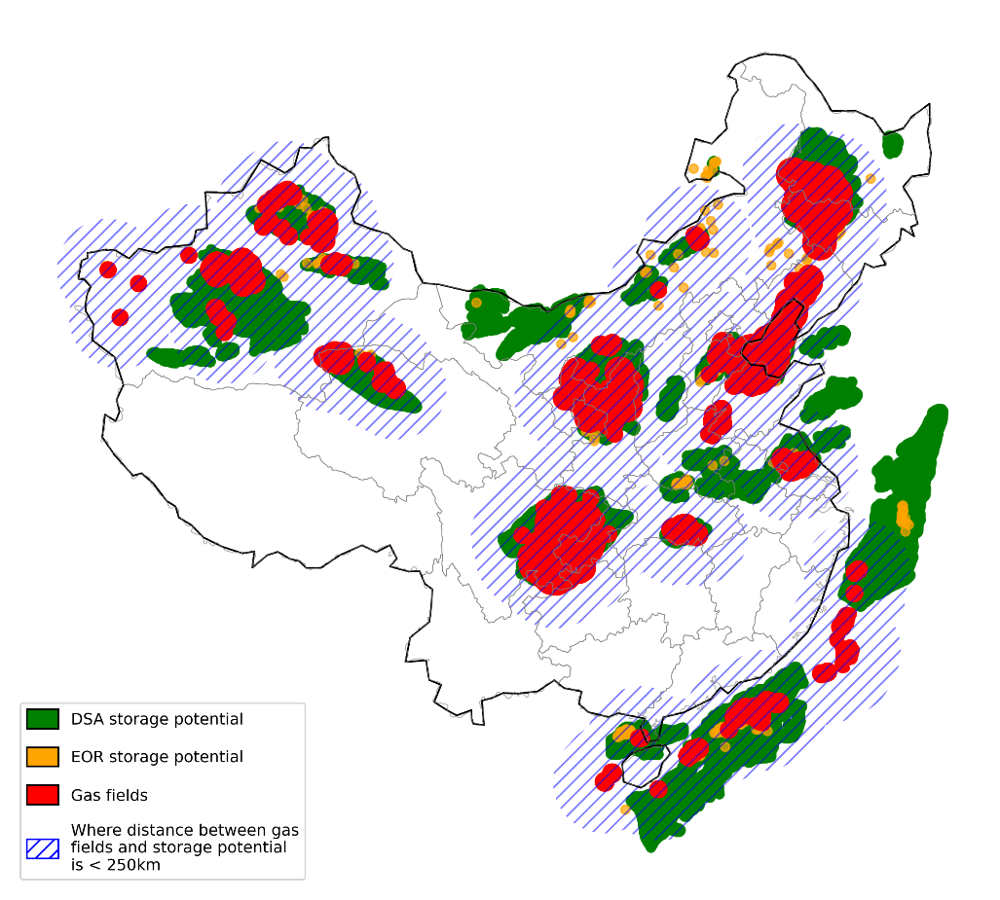 DSA storage potential
EOR storage potential
Gas fields
Where distance between gas
fields and storage potential
is < 250km